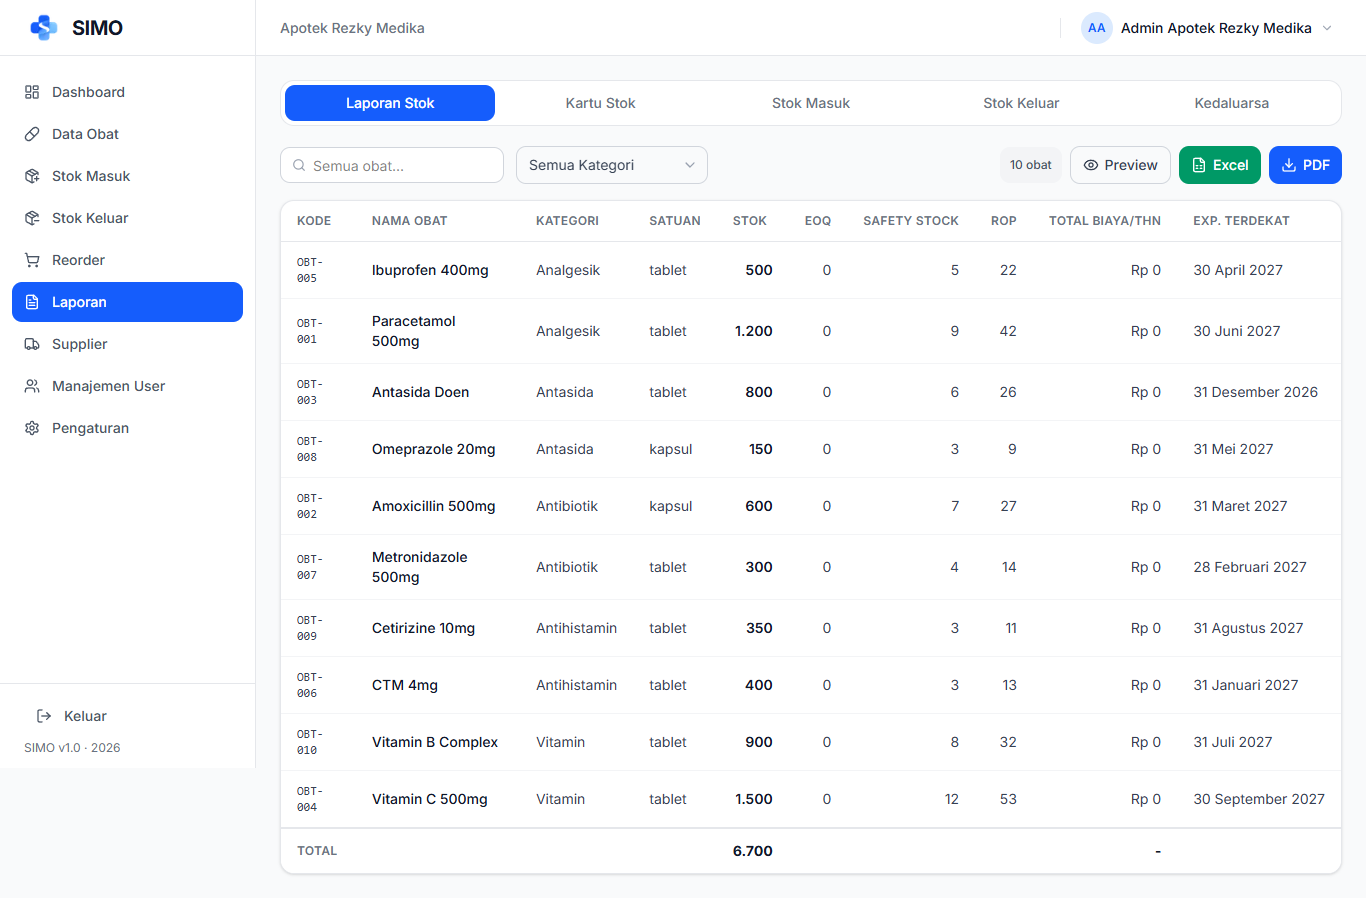 SIMO
Apotek Rezky Medika
AA
Admin Apotek Rezky Medika
Dashboard
Data Obat
Stok Masuk
Stok Keluar
Reorder
Laporan
Supplier
Manajemen User
Pengaturan
Keluar
SIMO v1.0 · 2026
Laporan Stok Kartu Stok Stok Masuk Stok Keluar Kedaluarsa
Semua obat... Semua Kategori 10 obat Preview Excel PDF
KODE NAMA OBAT KATEGORI SATUAN STOK EOQ SAFETY STOCK ROP TOTAL BIAYA/THN EXP. TERDEKAT
OBT-
005 Ibuprofen 400mg Analgesik tablet 500 0 5 22 Rp 0 30 April 2027
OBT-
001 Paracetamol
500mg Analgesik tablet 1.200 0 9 42 Rp 0 30 Juni 2027
OBT-
003 Antasida Doen Antasida tablet 800 0 6 26 Rp 0 31 Desember 2026
OBT-
008 Omeprazole 20mg Antasida kapsul 150 0 3 9 Rp 0 31 Mei 2027
OBT-
002 Amoxicillin 500mg Antibiotik kapsul 600 0 7 27 Rp 0 31 Maret 2027
OBT-
007 Metronidazole
500mg Antibiotik tablet 300 0 4 14 Rp 0 28 Februari 2027
OBT-
009 Cetirizine 10mg Antihistamin tablet 350 0 3 11 Rp 0 31 Agustus 2027
OBT-
006 CTM 4mg Antihistamin tablet 400 0 3 13 Rp 0 31 Januari 2027
OBT-
010 Vitamin B Complex Vitamin tablet 900 0 8 32 Rp 0 31 Juli 2027
OBT-
004 Vitamin C 500mg Vitamin tablet 1.500 0 12 53 Rp 0 30 September 2027
TOTAL 6.700 -